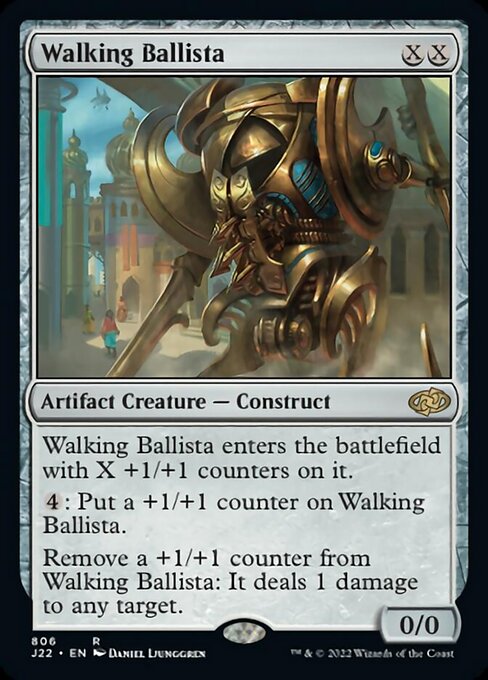 Walking Ballista XX
Artifact Creature — Construct
Walking Ballista enters the battlefield
with X +1/+1 counters on it.
4: Put a +1/+1 counter on Walking
Ballista.
Remove a +1/+1 counter from
Walking Ballista: It deals 1 damage
to any target.
0/0
806 R
J22 • EN Daniel Ljunggren
™ & © 2022 Wizards of the Coast